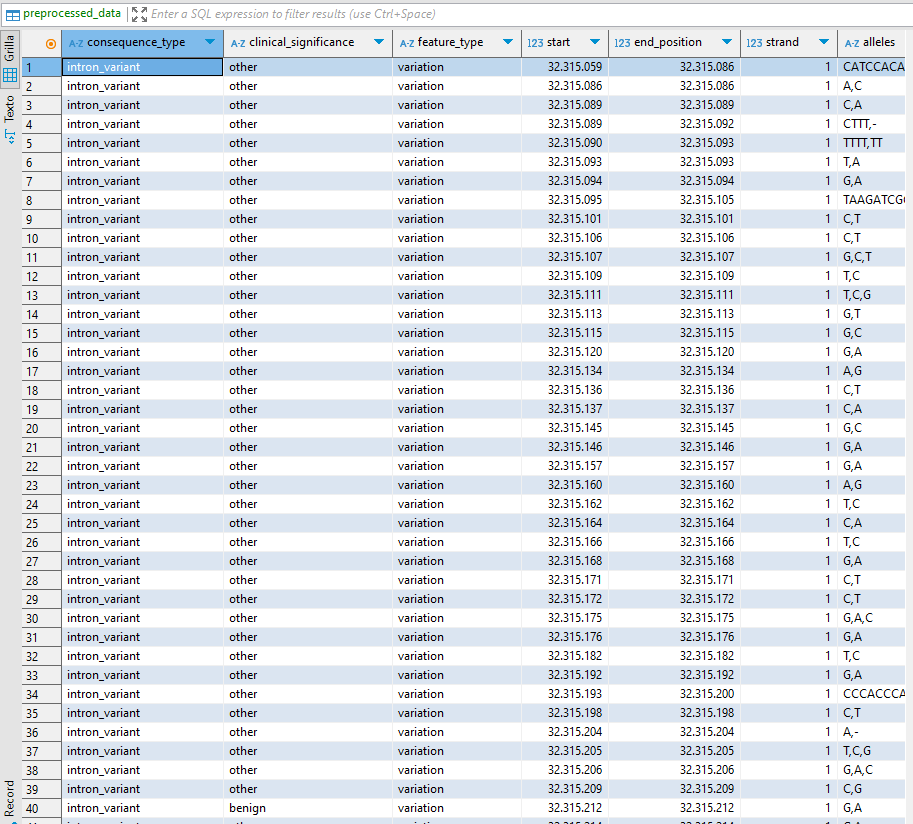 preprocessed_data Enter a SQL expression to filter results (use Ctrl+Space)
Grilla
Texto
Record
A-Z consequence_type A-Z clinical_significance A-Z feature_type 123 start 123 end_position 123 strand A-Z alleles
1 intron_variant other variation 32.315.059 32.315.086 1 CATCCACA
2 intron_variant other variation 32.315.086 32.315.086 1 A,C
3 intron_variant other variation 32.315.089 32.315.089 1 C,A
4 intron_variant other variation 32.315.089 32.315.092 1 CTTT,-
5 intron_variant other variation 32.315.090 32.315.093 1 TTTT,TT
6 intron_variant other variation 32.315.093 32.315.093 1 T,A
7 intron_variant other variation 32.315.094 32.315.094 1 G,A
8 intron_variant other variation 32.315.095 32.315.105 1 TAAGATCG
9 intron_variant other variation 32.315.101 32.315.101 1 C,T
10 intron_variant other variation 32.315.106 32.315.106 1 C,T
11 intron_variant other variation 32.315.107 32.315.107 1 G,C,T
12 intron_variant other variation 32.315.109 32.315.109 1 T,C
13 intron_variant other variation 32.315.111 32.315.111 1 T,C,G
14 intron_variant other variation 32.315.113 32.315.113 1 G,T
15 intron_variant other variation 32.315.115 32.315.115 1 G,C
16 intron_variant other variation 32.315.120 32.315.120 1 G,A
17 intron_variant other variation 32.315.134 32.315.134 1 A,G
18 intron_variant other variation 32.315.136 32.315.136 1 C,T
19 intron_variant other variation 32.315.137 32.315.137 1 C,A
20 intron_variant other variation 32.315.145 32.315.145 1 G,C
21 intron_variant other variation 32.315.146 32.315.146 1 G,A
22 intron_variant other variation 32.315.157 32.315.157 1 G,A
23 intron_variant other variation 32.315.160 32.315.160 1 A,G
24 intron_variant other variation 32.315.162 32.315.162 1 T,C
25 intron_variant other variation 32.315.164 32.315.164 1 C,A
26 intron_variant other variation 32.315.166 32.315.166 1 T,C
27 intron_variant other variation 32.315.168 32.315.168 1 G,A
28 intron_variant other variation 32.315.171 32.315.171 1 C,T
29 intron_variant other variation 32.315.172 32.315.172 1 C,T
30 intron_variant other variation 32.315.175 32.315.175 1 G,A,C
31 intron_variant other variation 32.315.176 32.315.176 1 G,A
32 intron_variant other variation 32.315.182 32.315.182 1 T,C
33 intron_variant other variation 32.315.192 32.315.192 1 G,A
34 intron_variant other variation 32.315.193 32.315.200 1 CCCACCCA
35 intron_variant other variation 32.315.198 32.315.198 1 C,T
36 intron_variant other variation 32.315.204 32.315.204 1 A,-
37 intron_variant other variation 32.315.205 32.315.205 1 T,C,G
38 intron_variant other variation 32.315.206 32.315.206 1 G,A,C
39 intron_variant other variation 32.315.209 32.315.209 1 C,G
40 intron_variant benign variation 32.315.212 32.315.212 1 G,A